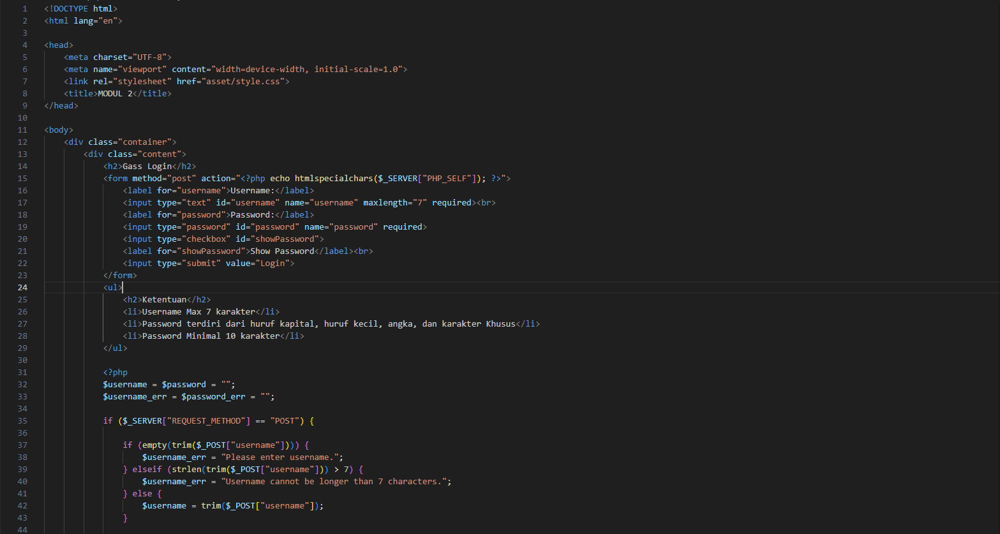 1 <!DOCTYPE html>
2 <html lang="en">
3
4 <head>
5     <meta charset="UTF-8">
6     <meta name="viewport" content="width=device-width, initial-scale=1.0">
7     <link rel="stylesheet" href="asset/style.css">
8     <title>MODUL 2</title>
9 </head>
10
11 <body>
12     <div class="container">
13         <div class="content">
14             <h2>Gass Login</h2>
15             <form method="post" action="<?php echo htmlspecialchars($_SERVER["PHP_SELF"]); ?>">
16                 <label for="username">Username:</label>
17                 <input type="text" id="username" name="username" maxlength="7" required><br>
18                 <label for="password">Password:</label>
19                 <input type="password" id="password" name="password" required>
20                 <input type="checkbox" id="showPassword">
21                 <label for="showPassword">Show Password</label><br>
22                 <input type="submit" value="Login">
23             </form>
24             <ul>
25                 <h2>Ketentuan</h2>
26                 <li>Username Max 7 karakter</li>
27                 <li>Password terdiri dari huruf kapital, huruf kecil, angka, dan karakter Khusus</li>
28                 <li>Password Minimal 10 karakter</li>
29             </ul>
30
31             <?php
32             $username = $password = "";
33             $username_err = $password_err = "";
34
35             if ($_SERVER["REQUEST_METHOD"] == "POST") {
36
37                 if (empty(trim($_POST["username"]))) {
38                     $username_err = "Please enter username.";
39                 } elseif (strlen(trim($_POST["username"])) > 7) {
40                     $username_err = "Username cannot be longer than 7 characters.";
41                 } else {
42                     $username = trim($_POST["username"]);
43                 }
44